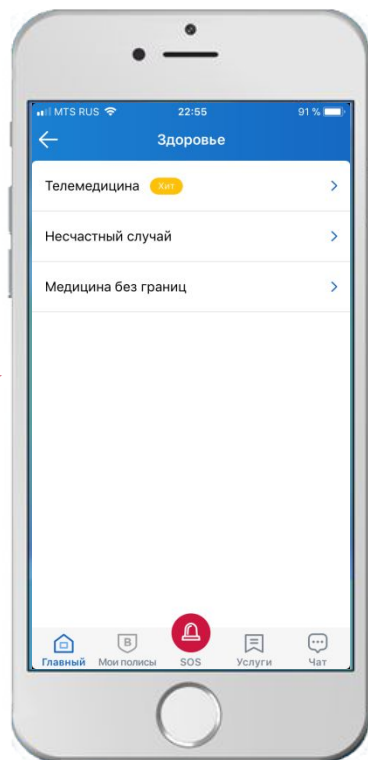 MTS RUS 22:55 91 %
Здоровье
Телемедицина Хит
Несчастный случай
Медицина без границ
B
Главный Мои полисы SOS Услуги Чат